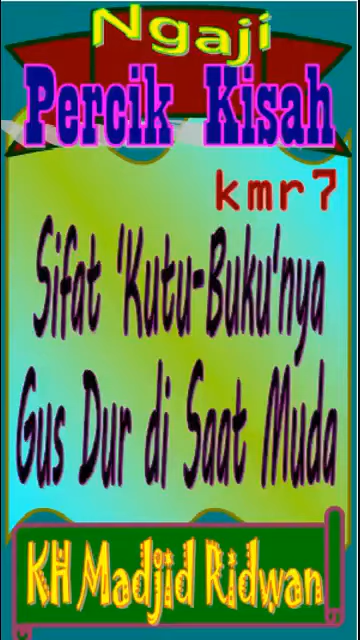 Ngaji
Percik Kisah
kmr7
Sifat 'Kutu-Buku'nya
Gus Dur di Saat Muda
KH Madjid Ridwan